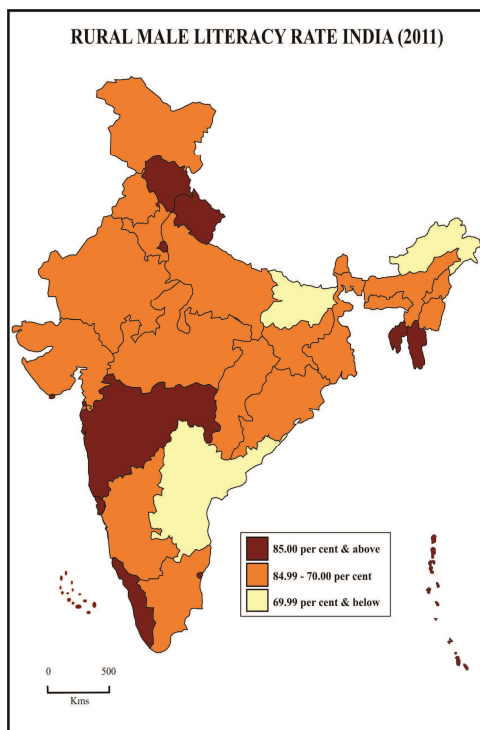 RURAL MALE LITERACY RATE INDIA (2011)
85.00 per cent & above
84.99 - 70.00 per cent
69.99 per cent & below
0 500
Kms